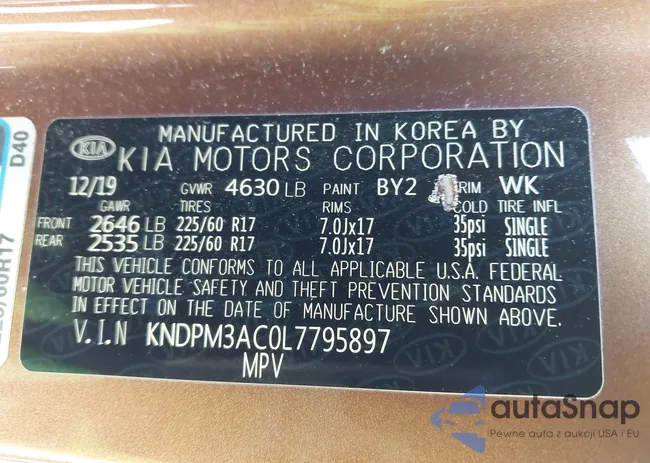 MANUFACTURED IN KOREA BY
KIA KIA MOTORS CORPORATION
12/19 GVWR 4630 LB PAINT BY2 TRIM WK
GAWR TIRES RIMS COLD TIRE INFL
FRONT 2646 LB 225/60 R17 7.0Jx17 35psi SINGLE
REAR 2535 LB 225/60 R17 7.0Jx17 35psi SINGLE
THIS VEHICLE CONFORMS TO ALL APPLICABLE U.S.A. FEDERAL
MOTOR VEHICLE SAFETY AND THEFT PREVENTION STANDARDS
IN EFFECT ON THE DATE OF MANUFACTURE SHOWN ABOVE.
V.I.N KNDPM3AC0L7795897
MPV
D40
autaSnap
Pewne auta z aukcji USA i EU